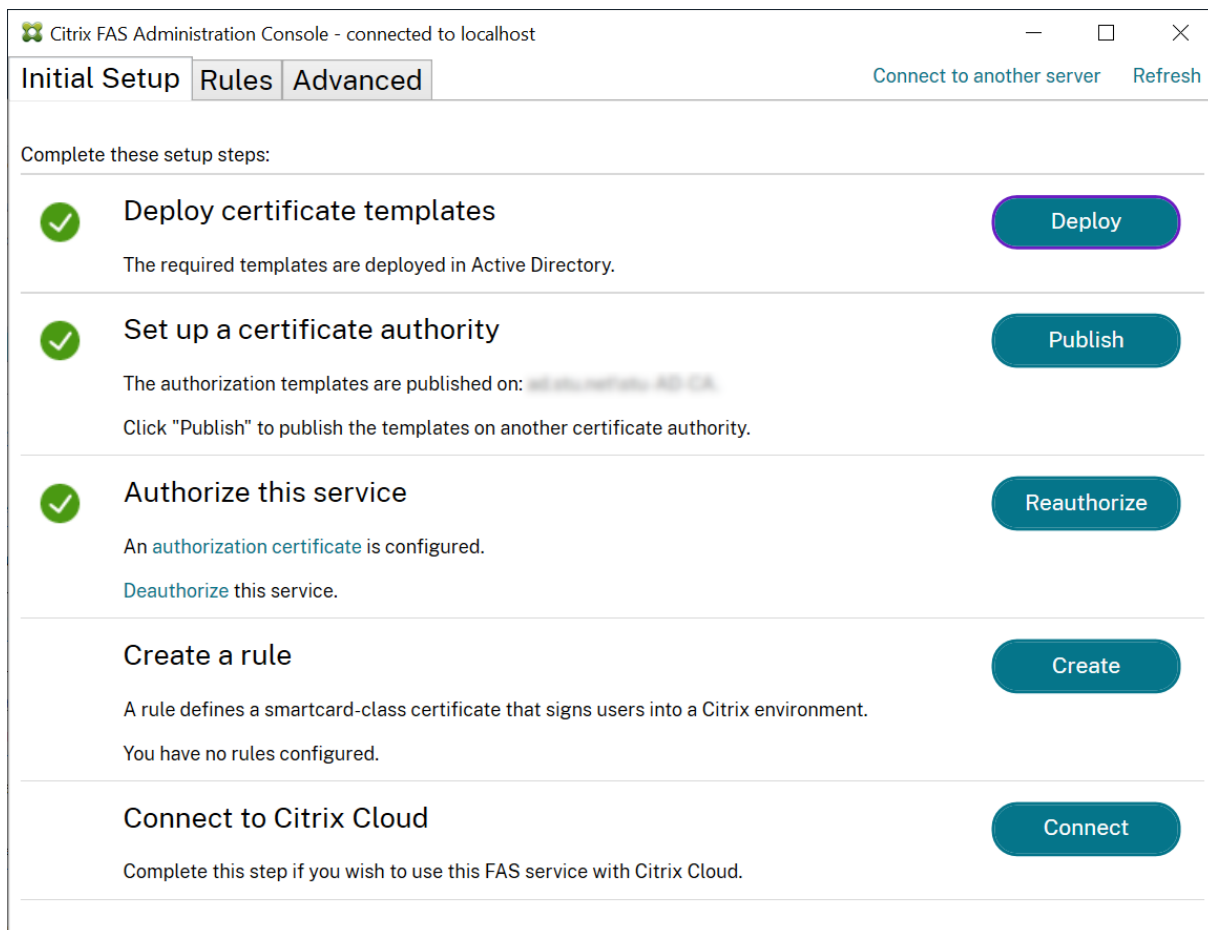 Citrix FAS Administration Console - connected to localhost
Initial Setup Rules Advanced Connect to another server Refresh
Complete these setup steps:
Deploy certificate templates
Deploy
The required templates are deployed in Active Directory.
Set up a certificate authority
Publish
The authorization templates are published on:
Click "Publish" to publish the templates on another certificate authority.
Authorize this service
Reauthorize
An authorization certificate is configured.
Deauthorize this service.
Create a rule
Create
A rule defines a smartcard-class certificate that signs users into a Citrix environment.
You have no rules configured.
Connect to Citrix Cloud
Connect
Complete this step if you wish to use this FAS service with Citrix Cloud.